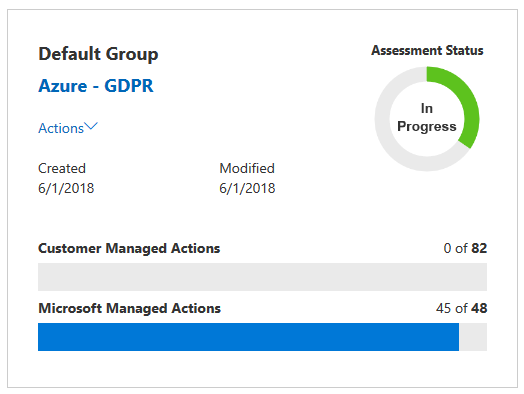 Default Group
Assessment Status
Azure - GDPR
In
Progress
Actions
Created
Modified
6/1/2018
6/1/2018
Customer Managed Actions
0 of 82
Microsoft Managed Actions
45 of 48